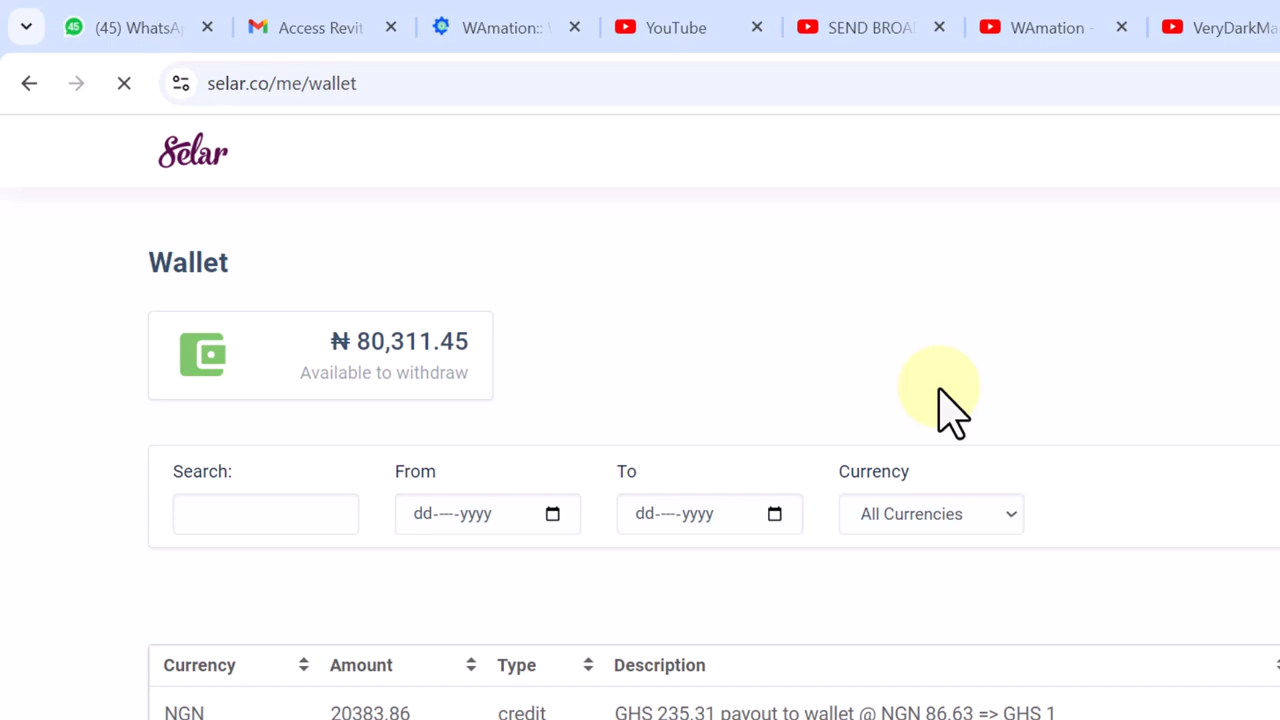 45 (45) WhatsAp Access Revit WAmation:: YouTube SEND BROA WAmation - VeryDarkMa
selar.co/me/wallet
Selar
Wallet
₦ 80,311.45
Available to withdraw
Search: From To Currency
dd-----yyyy dd-----yyyy All Currencies
Currency Amount Type Description
NGN 20383.86 credit GHS 235.31 payout to wallet @ NGN 86.63 => GHS 1